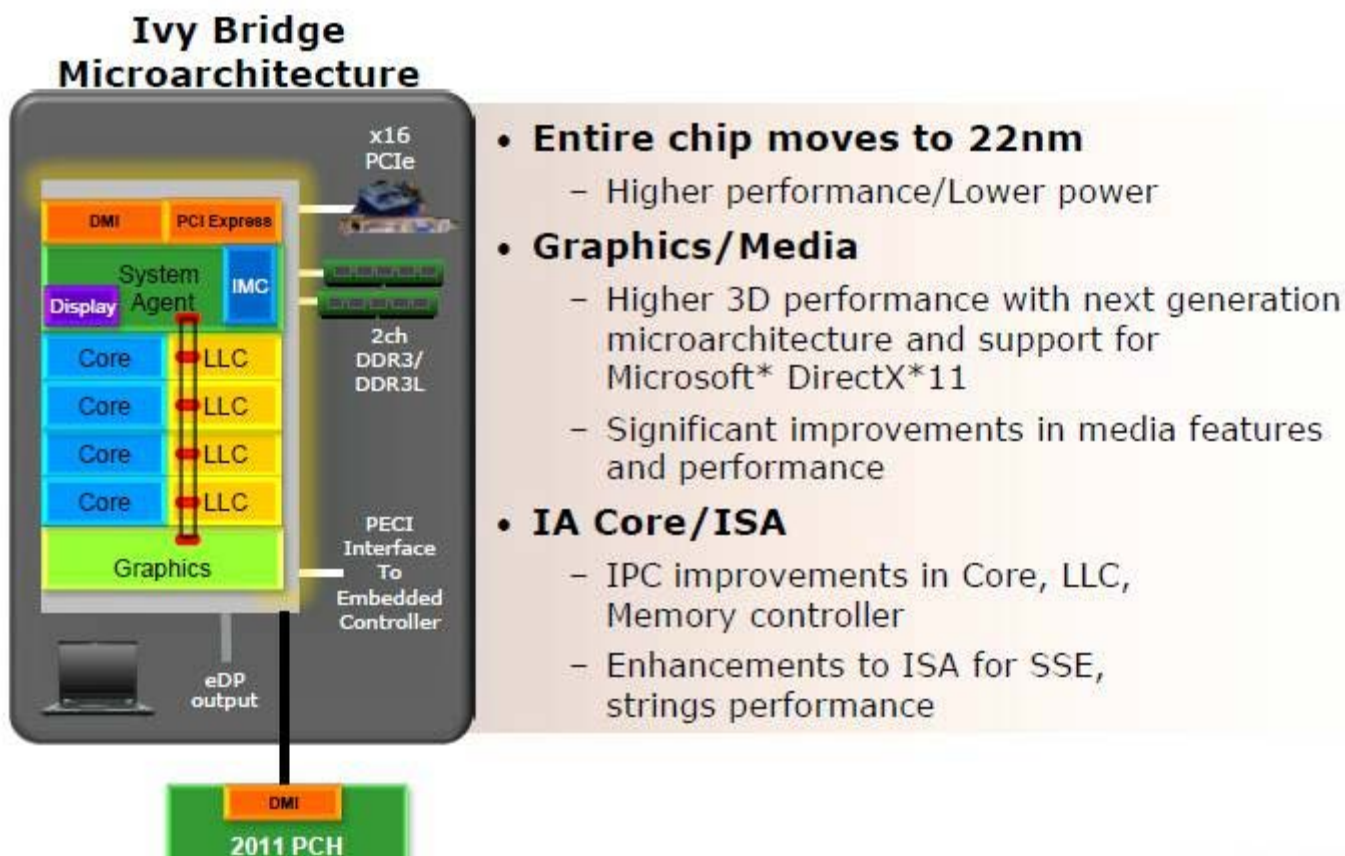 Ivy Bridge
Microarchitecture
x16
PCIe
DMI
PCI Express
System
Agent
IMC
Display
2ch
DDR3/
DDR3L
Core
LLC
Core
LLC
Core
LLC
Core
LLC
Graphics
PECI
Interface
To
Embedded
Controller
eDP
output
DMI
2011 PCH
• Entire chip moves to 22nm
– Higher performance/Lower power
• Graphics/Media
– Higher 3D performance with next generation
microarchitecture and support for
Microsoft* DirectX*11
– Significant improvements in media features
and performance
• IA Core/ISA
– IPC improvements in Core, LLC,
Memory controller
– Enhancements to ISA for SSE,
strings performance